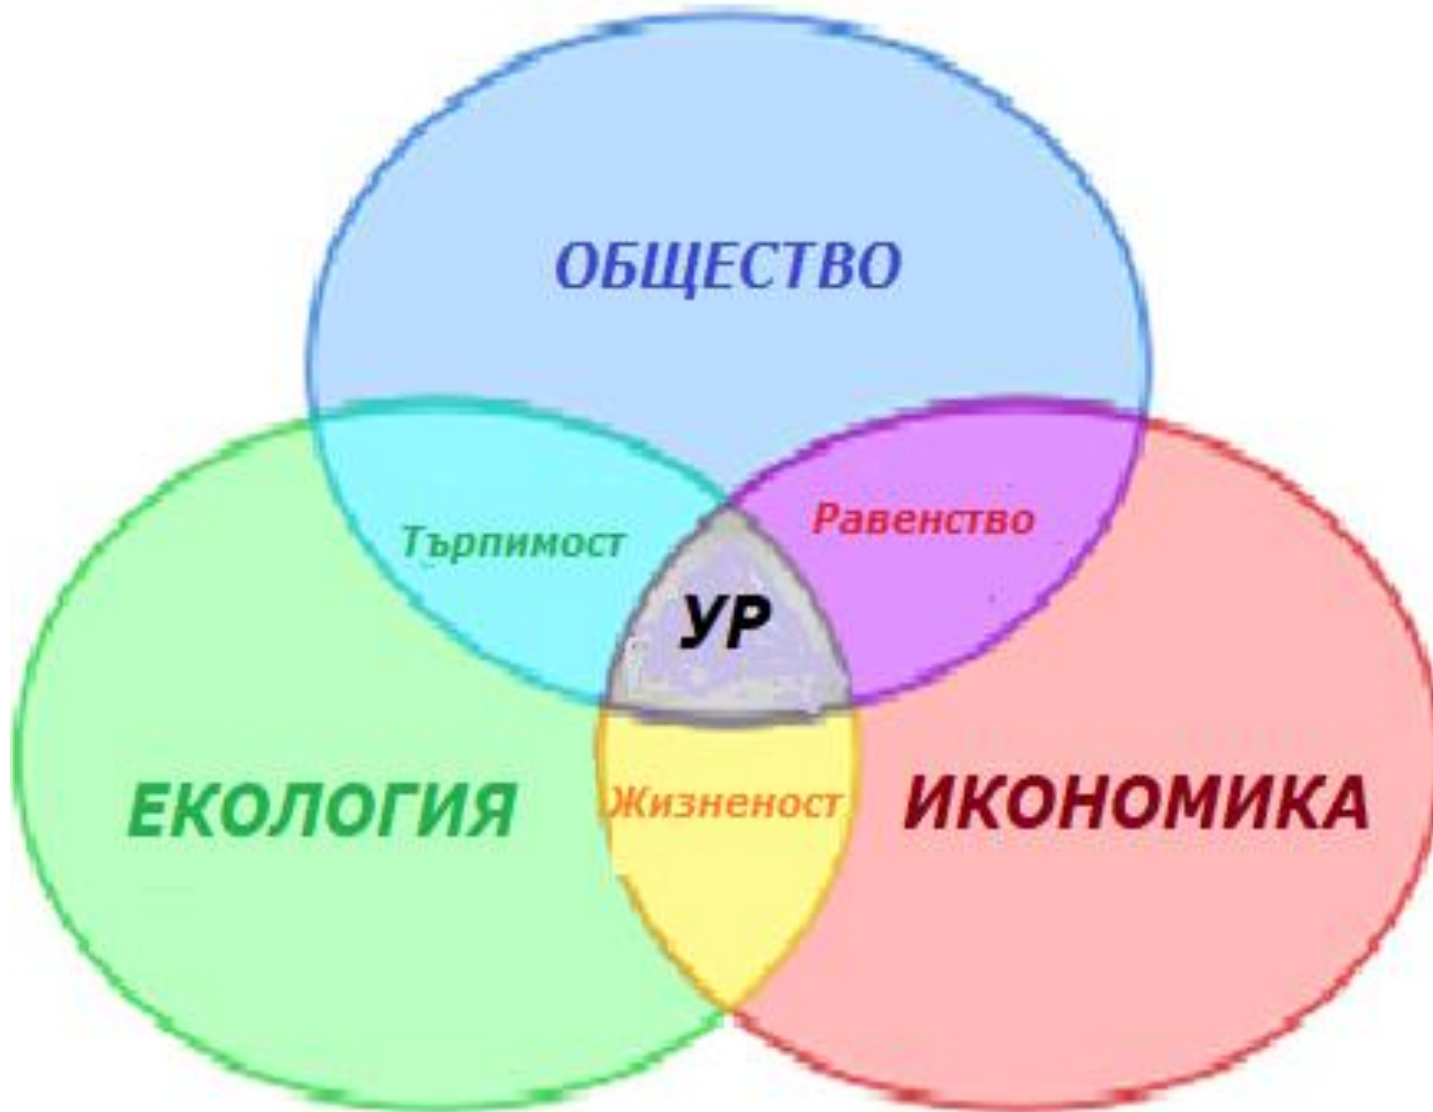 ОБЩЕСТВО
Търпимост
Равенство
УР
ЕКОЛОГИЯ
Жизненост
ИКОНОМИКА